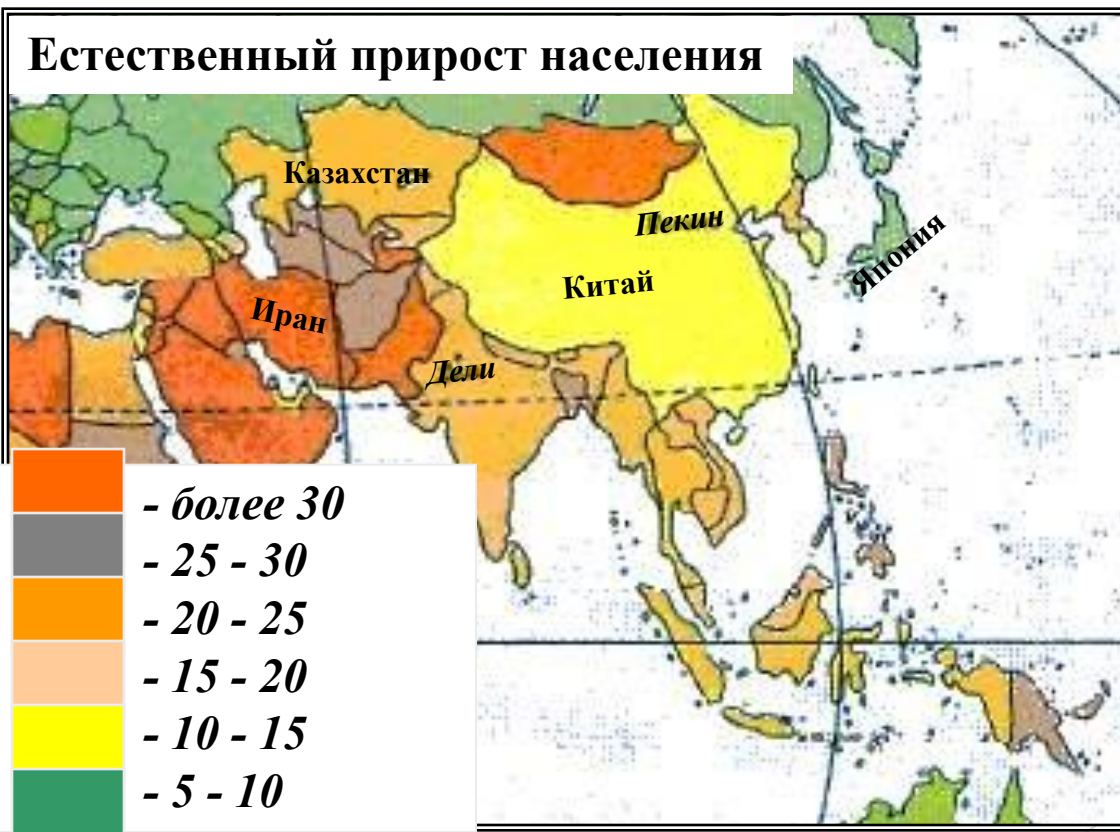 Естественный прирост населения
Казахстан
Пекин
Япония
Китай
Иран
Дели
- более 30
- 25 - 30
- 20 - 25
- 15 - 20
- 10 - 15
- 5 - 10